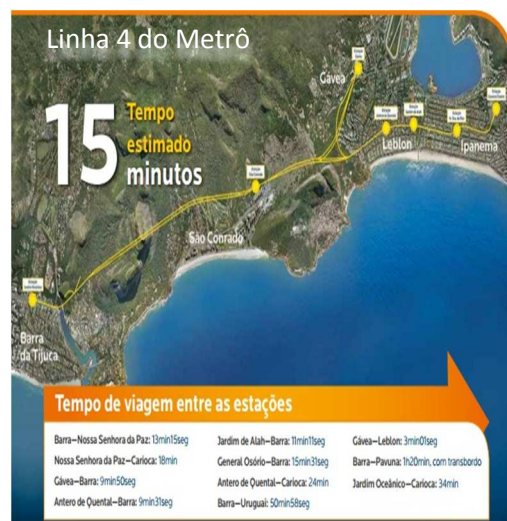 Linha 4 do Metrô
15
Tempo
estimado
minutos
Gávea
Leblon
Ipanema
São Conrado
Barra
da Tijuca
Tempo de viagem entre as estações
Barra–Nossa Senhora da Paz: 13min15seg
Nossa Senhora da Paz–Carioca: 18min
Gávea–Barra: 9min50seg
Antero de Quental–Barra: 9min31seg
Jardim de Alah–Barra: 11min11seg
General Osório–Barra: 15min31seg
Antero de Quental–Carioca: 24min
Barra–Uruguai: 50min58seg
Gávea–Leblon: 3min01seg
Barra–Pavuna: 1h20min, com transbordo
Jardim Oceânico–Carioca: 34min